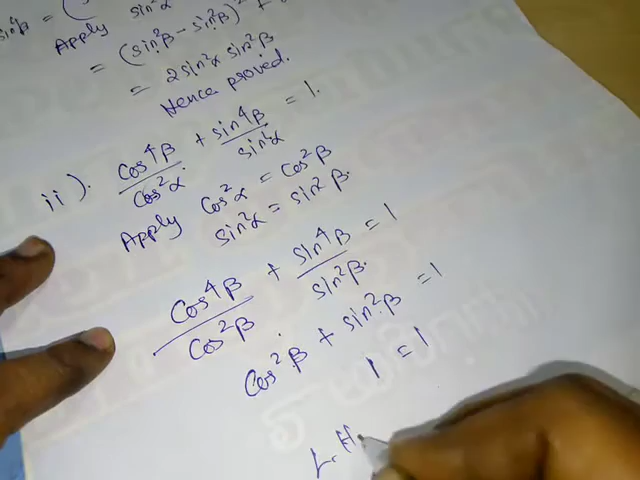 Apply sin²α
= (sin²β - sin²β)²
= 2sin²α sin²β
Hence proved.
ii). cos⁴β/cos²α + sin⁴β/sin²α = 1.
Apply cos²α = cos²β
sin²α = sin²β.
cos⁴β/cos²β + sin⁴β/sin²β = 1
cos²β + sin²β = 1
1 = 1
L.H.